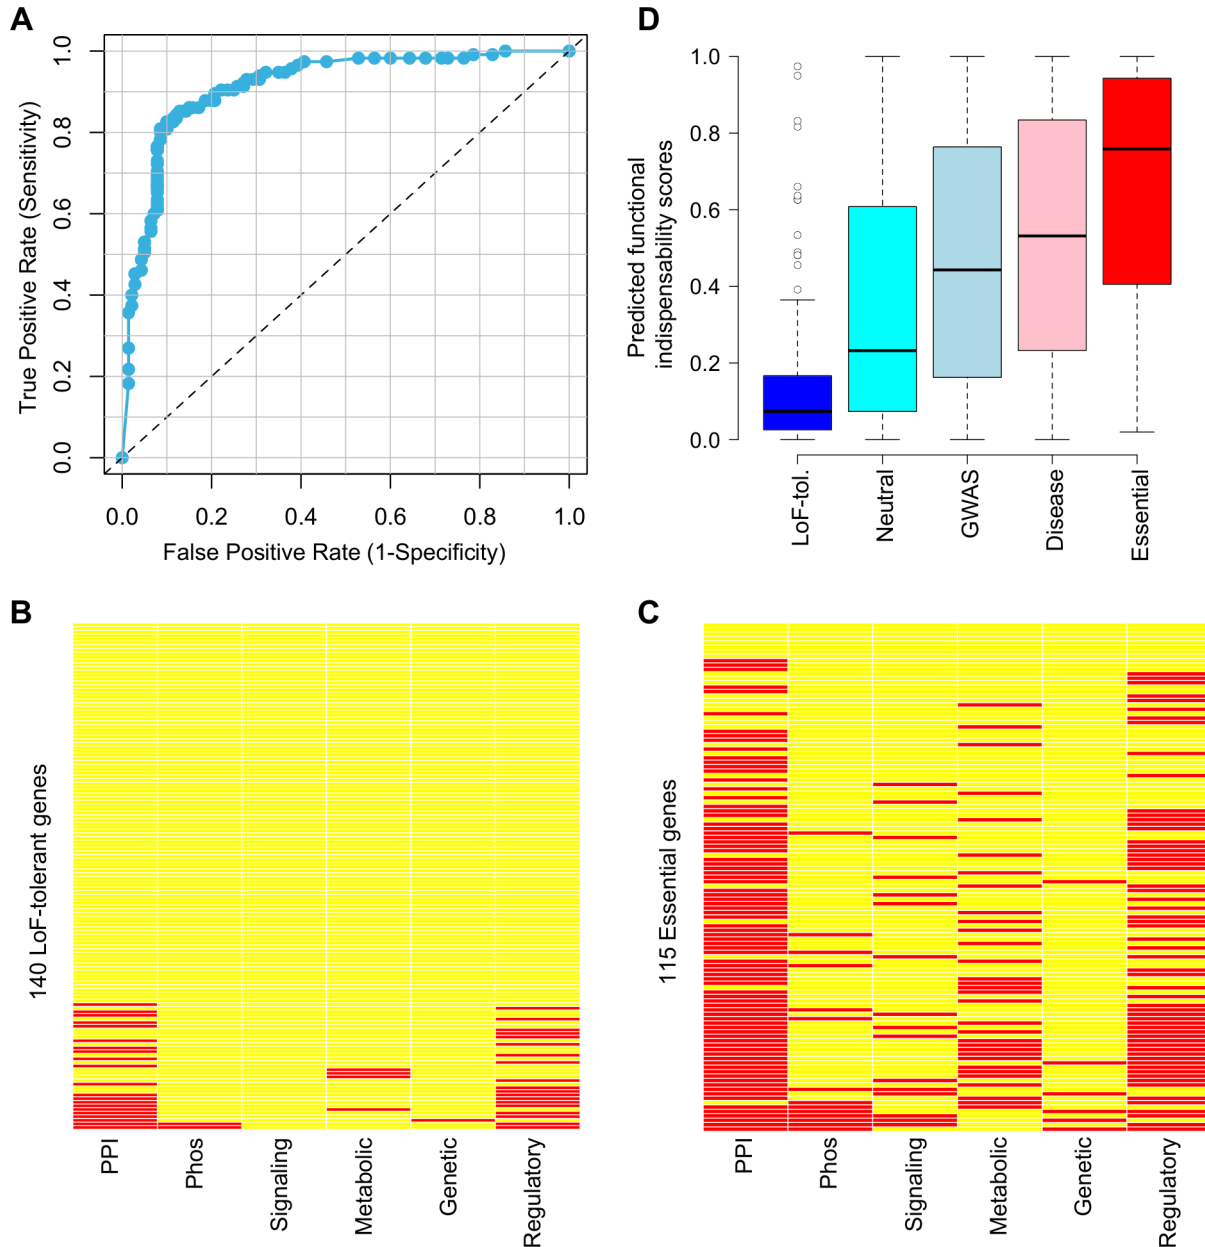 A
1.0
0.8
0.6
0.4
0.2
0.0
True Positive Rate (Sensitivity)
0.0 0.2 0.4 0.6 0.8 1.0
False Positive Rate (1-Specificity)
D
1.0
0.8
0.6
0.4
0.2
0.0
Predicted functional
indispensability scores
LoF-tol.
Neutral
GWAS
Disease
Essential
B
140 LoF-tolerant genes
PPI
Phos
Signaling
Metabolic
Genetic
Regulatory
C
115 Essential genes
PPI
Phos
Signaling
Metabolic
Genetic
Regulatory